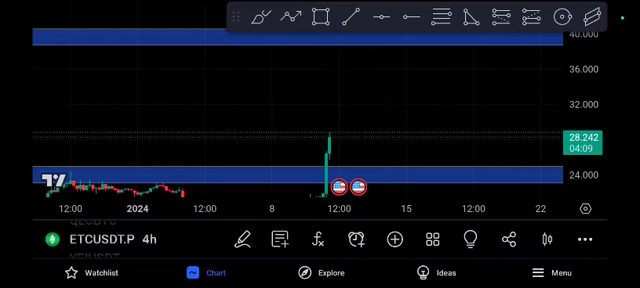 40.000
36.000
32.000
28.242
04:09
24.000
12:00 2024 12:00 8 12:00 15 12:00 22
ETCUSDT.P 4h
Watchlist Chart Explore Ideas Menu